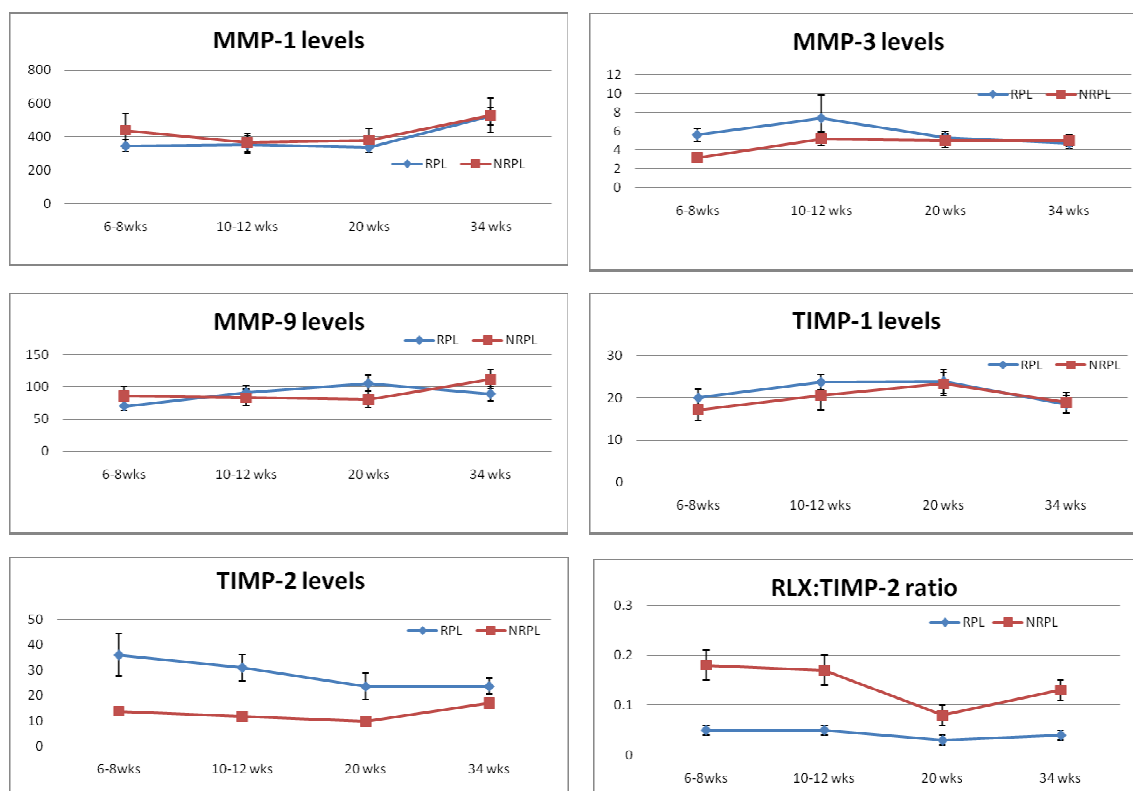 MMP-1 levels
800
600
400
200
0
RPL NRPL
6-8wks 10-12 wks 20 wks 34 wks
MMP-3 levels
12
10
8
6
4
2
0
RPL NRPL
6-8wks 10-12 wks 20 wks 34 wks
MMP-9 levels
RPL NRPL
150
100
50
0
6-8wks 10-12 wks 20 wks 34 wks
TIMP-1 levels
RPL NRPL
30
20
10
0
6-8wks 10-12 wks 20 wks 34 wks
TIMP-2 levels
50
40
30
20
10
0
RPL NRPL
6-8wks 10-12 wks 20 wks 34 wks
RLX:TIMP-2 ratio
0.3
0.2
0.1
0
RPL NRPL
6-8wks 10-12 wks 20 wks 34 wks